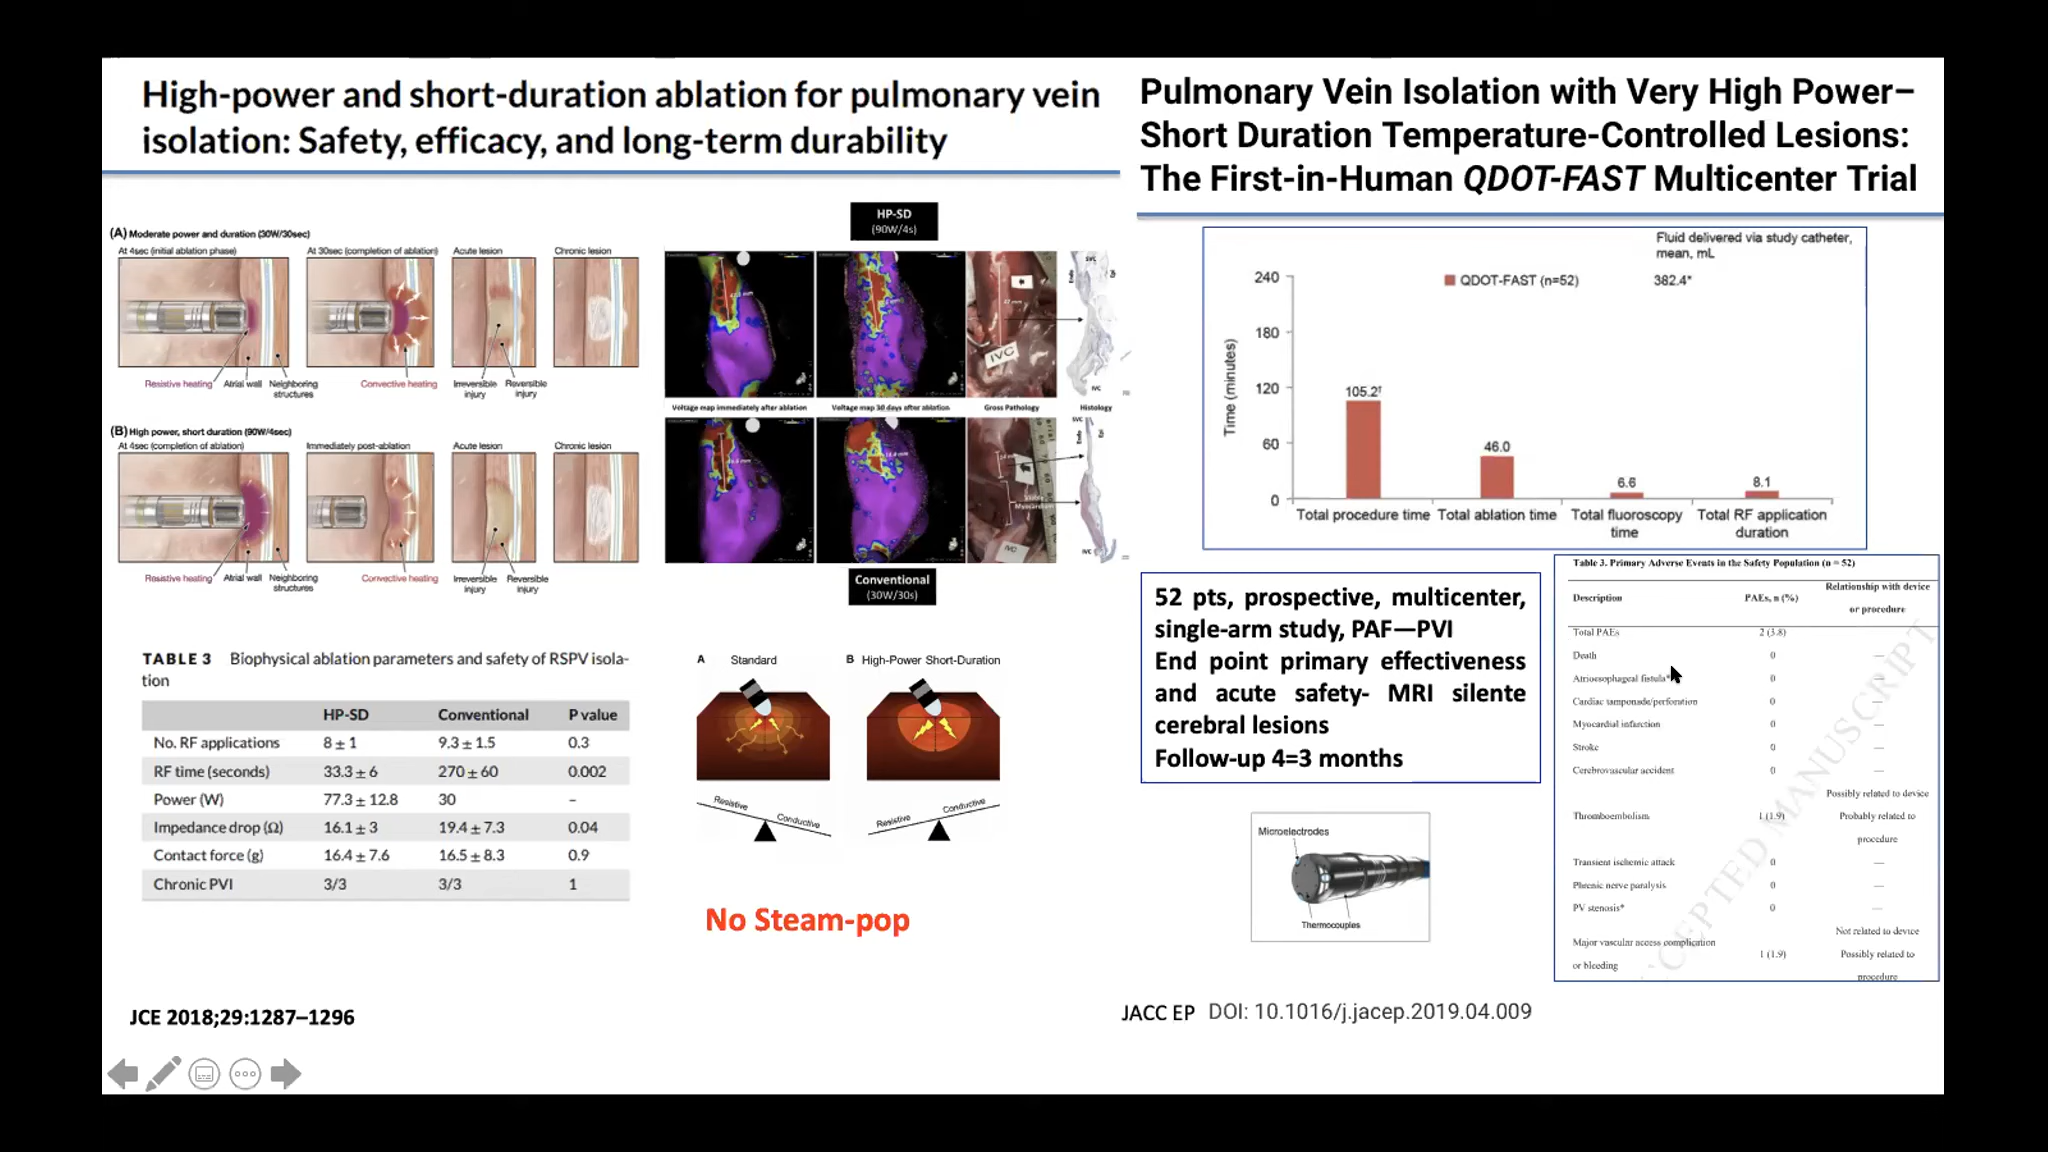 High-power and short-duration ablation for pulmonary vein
isolation: Safety, efficacy, and long-term durability
(A) Moderate power and duration (30W/30sec)
At 4sec (initial ablation phase)
At 30sec (completion of ablation)
Acute lesion
Chronic lesion
Resistive heating
Atrial wall
Neighboring
structures
Convective heating
Irreversible
injury
Reversible
injury
(B) High power, short duration (90W/4sec)
At 4sec (completion of ablation)
Immediately post-ablation
Acute lesion
Chronic lesion
Resistive heating
Atrial wall
Neighboring
structures
Convective heating
Irreversible
injury
Reversible
injury
HP-SD
(90W/4s)
SVC
Endo
Epi
IVC
IVC
Voltage map immediately after ablation
Voltage map 30 days after ablation
Gross Pathology
Histology
SVC
Endo
Epi
Myocardium
IVC
IVC
Conventional
(30W/30s)
TABLE 3 Biophysical ablation parameters and safety of RSPV isola-
tion
HP-SD Conventional P value
No. RF applications 8 ± 1 9.3 ± 1.5 0.3
RF time (seconds) 33.3 ± 6 270 ± 60 0.002
Power (W) 77.3 ± 12.8 30 –
Impedance drop (Ω) 16.1 ± 3 19.4 ± 7.3 0.04
Contact force (g) 16.4 ± 7.6 16.5 ± 8.3 0.9
Chronic PVI 3/3 3/3 1
A Standard
B High-Power Short-Duration
Resistive
Conductive
Resistive
Conductive
No Steam-pop
JCE 2018;29:1287–1296
Pulmonary Vein Isolation with Very High Power–
Short Duration Temperature-Controlled Lesions:
The First-in-Human QDOT-FAST Multicenter Trial
Fluid delivered via study catheter,
mean, mL
QDOT-FAST (n=52)
382.4*
Time (minutes)
240
180
120
60
0
105.2†
46.0
6.6
8.1
Total procedure time
Total ablation time
Total fluoroscopy
time
Total RF application
duration
52 pts, prospective, multicenter,
single-arm study, PAF—PVI
End point primary effectiveness
and acute safety- MRI silente
cerebral lesions
Follow-up 4=3 months
Microelectrodes
Thermocouples
Table 3. Primary Adverse Events in the Safety Population (n = 52)
Description PAEs, n (%) Relationship with device
or procedure
Total PAEs 2 (3.8)
Death 0 —
Atrioesophageal fistula* 0 —
Cardiac tamponade/perforation 0 —
Myocardial infarction 0 —
Stroke 0 —
Cerebrovascular accident 0 —
Possibly related to device
Thromboembolism 1 (1.9) Probably related to
procedure
Transient ischemic attack 0 —
Phrenic nerve paralysis 0 —
PV stenosis* 0 —
Not related to device
Major vascular access complication
or bleeding 1 (1.9) Possibly related to
procedure
CCEPTED MANUSCRIPT
JACC EP DOI: 10.1016/j.jacep.2019.04.009